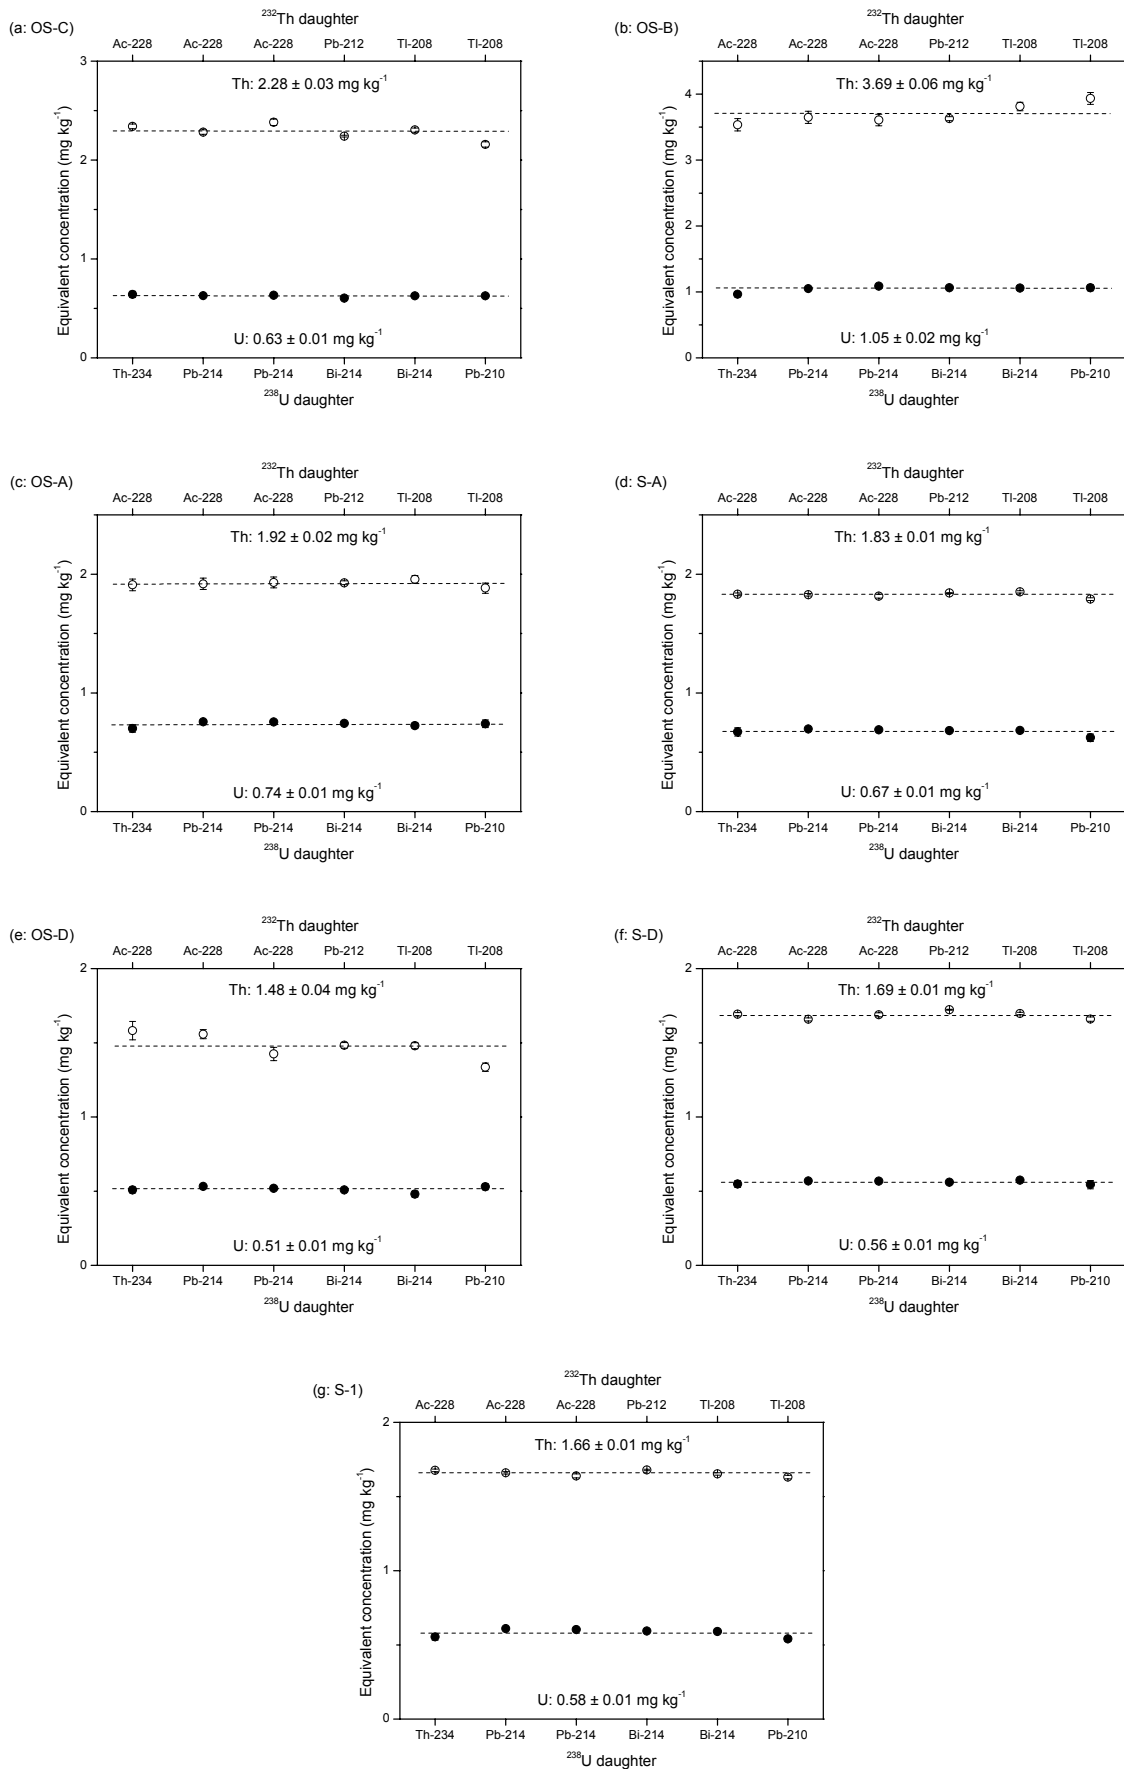 (a: OS-C)
²³²Th daughter
Ac-228 Ac-228 Ac-228 Pb-212 Tl-208 Tl-208
3
2
1
0
Equivalent concentration (mg kg⁻¹)
Th: 2.28 ± 0.03 mg kg⁻¹
U: 0.63 ± 0.01 mg kg⁻¹
Th-234 Pb-214 Pb-214 Bi-214 Bi-214 Pb-210
²³⁸U daughter
(b: OS-B)
²³²Th daughter
Ac-228 Ac-228 Ac-228 Pb-212 Tl-208 Tl-208
4
3
2
1
0
Equivalent concentration (mg kg⁻¹)
Th: 3.69 ± 0.06 mg kg⁻¹
U: 1.05 ± 0.02 mg kg⁻¹
Th-234 Pb-214 Pb-214 Bi-214 Bi-214 Pb-210
²³⁸U daughter
(c: OS-A)
²³²Th daughter
Ac-228 Ac-228 Ac-228 Pb-212 Tl-208 Tl-208
2
1
0
Equivalent concentration (mg kg⁻¹)
Th: 1.92 ± 0.02 mg kg⁻¹
U: 0.74 ± 0.01 mg kg⁻¹
Th-234 Pb-214 Pb-214 Bi-214 Bi-214 Pb-210
²³⁸U daughter
(d: S-A)
²³²Th daughter
Ac-228 Ac-228 Ac-228 Pb-212 Tl-208 Tl-208
2
1
0
Equivalent concentration (mg kg⁻¹)
Th: 1.83 ± 0.01 mg kg⁻¹
U: 0.67 ± 0.01 mg kg⁻¹
Th-234 Pb-214 Pb-214 Bi-214 Bi-214 Pb-210
²³⁸U daughter
(e: OS-D)
²³²Th daughter
Ac-228 Ac-228 Ac-228 Pb-212 Tl-208 Tl-208
2
1
0
Equivalent concentration (mg kg⁻¹)
Th: 1.48 ± 0.04 mg kg⁻¹
U: 0.51 ± 0.01 mg kg⁻¹
Th-234 Pb-214 Pb-214 Bi-214 Bi-214 Pb-210
²³⁸U daughter
(f: S-D)
²³²Th daughter
Ac-228 Ac-228 Ac-228 Pb-212 Tl-208 Tl-208
2
1
0
Equivalent concentration (mg kg⁻¹)
Th: 1.69 ± 0.01 mg kg⁻¹
U: 0.56 ± 0.01 mg kg⁻¹
Th-234 Pb-214 Pb-214 Bi-214 Bi-214 Pb-210
²³⁸U daughter
(g: S-1)
²³²Th daughter
Ac-228 Ac-228 Ac-228 Pb-212 Tl-208 Tl-208
2
1
0
Equivalent concentration (mg kg⁻¹)
Th: 1.66 ± 0.01 mg kg⁻¹
U: 0.58 ± 0.01 mg kg⁻¹
Th-234 Pb-214 Pb-214 Bi-214 Bi-214 Pb-210
²³⁸U daughter